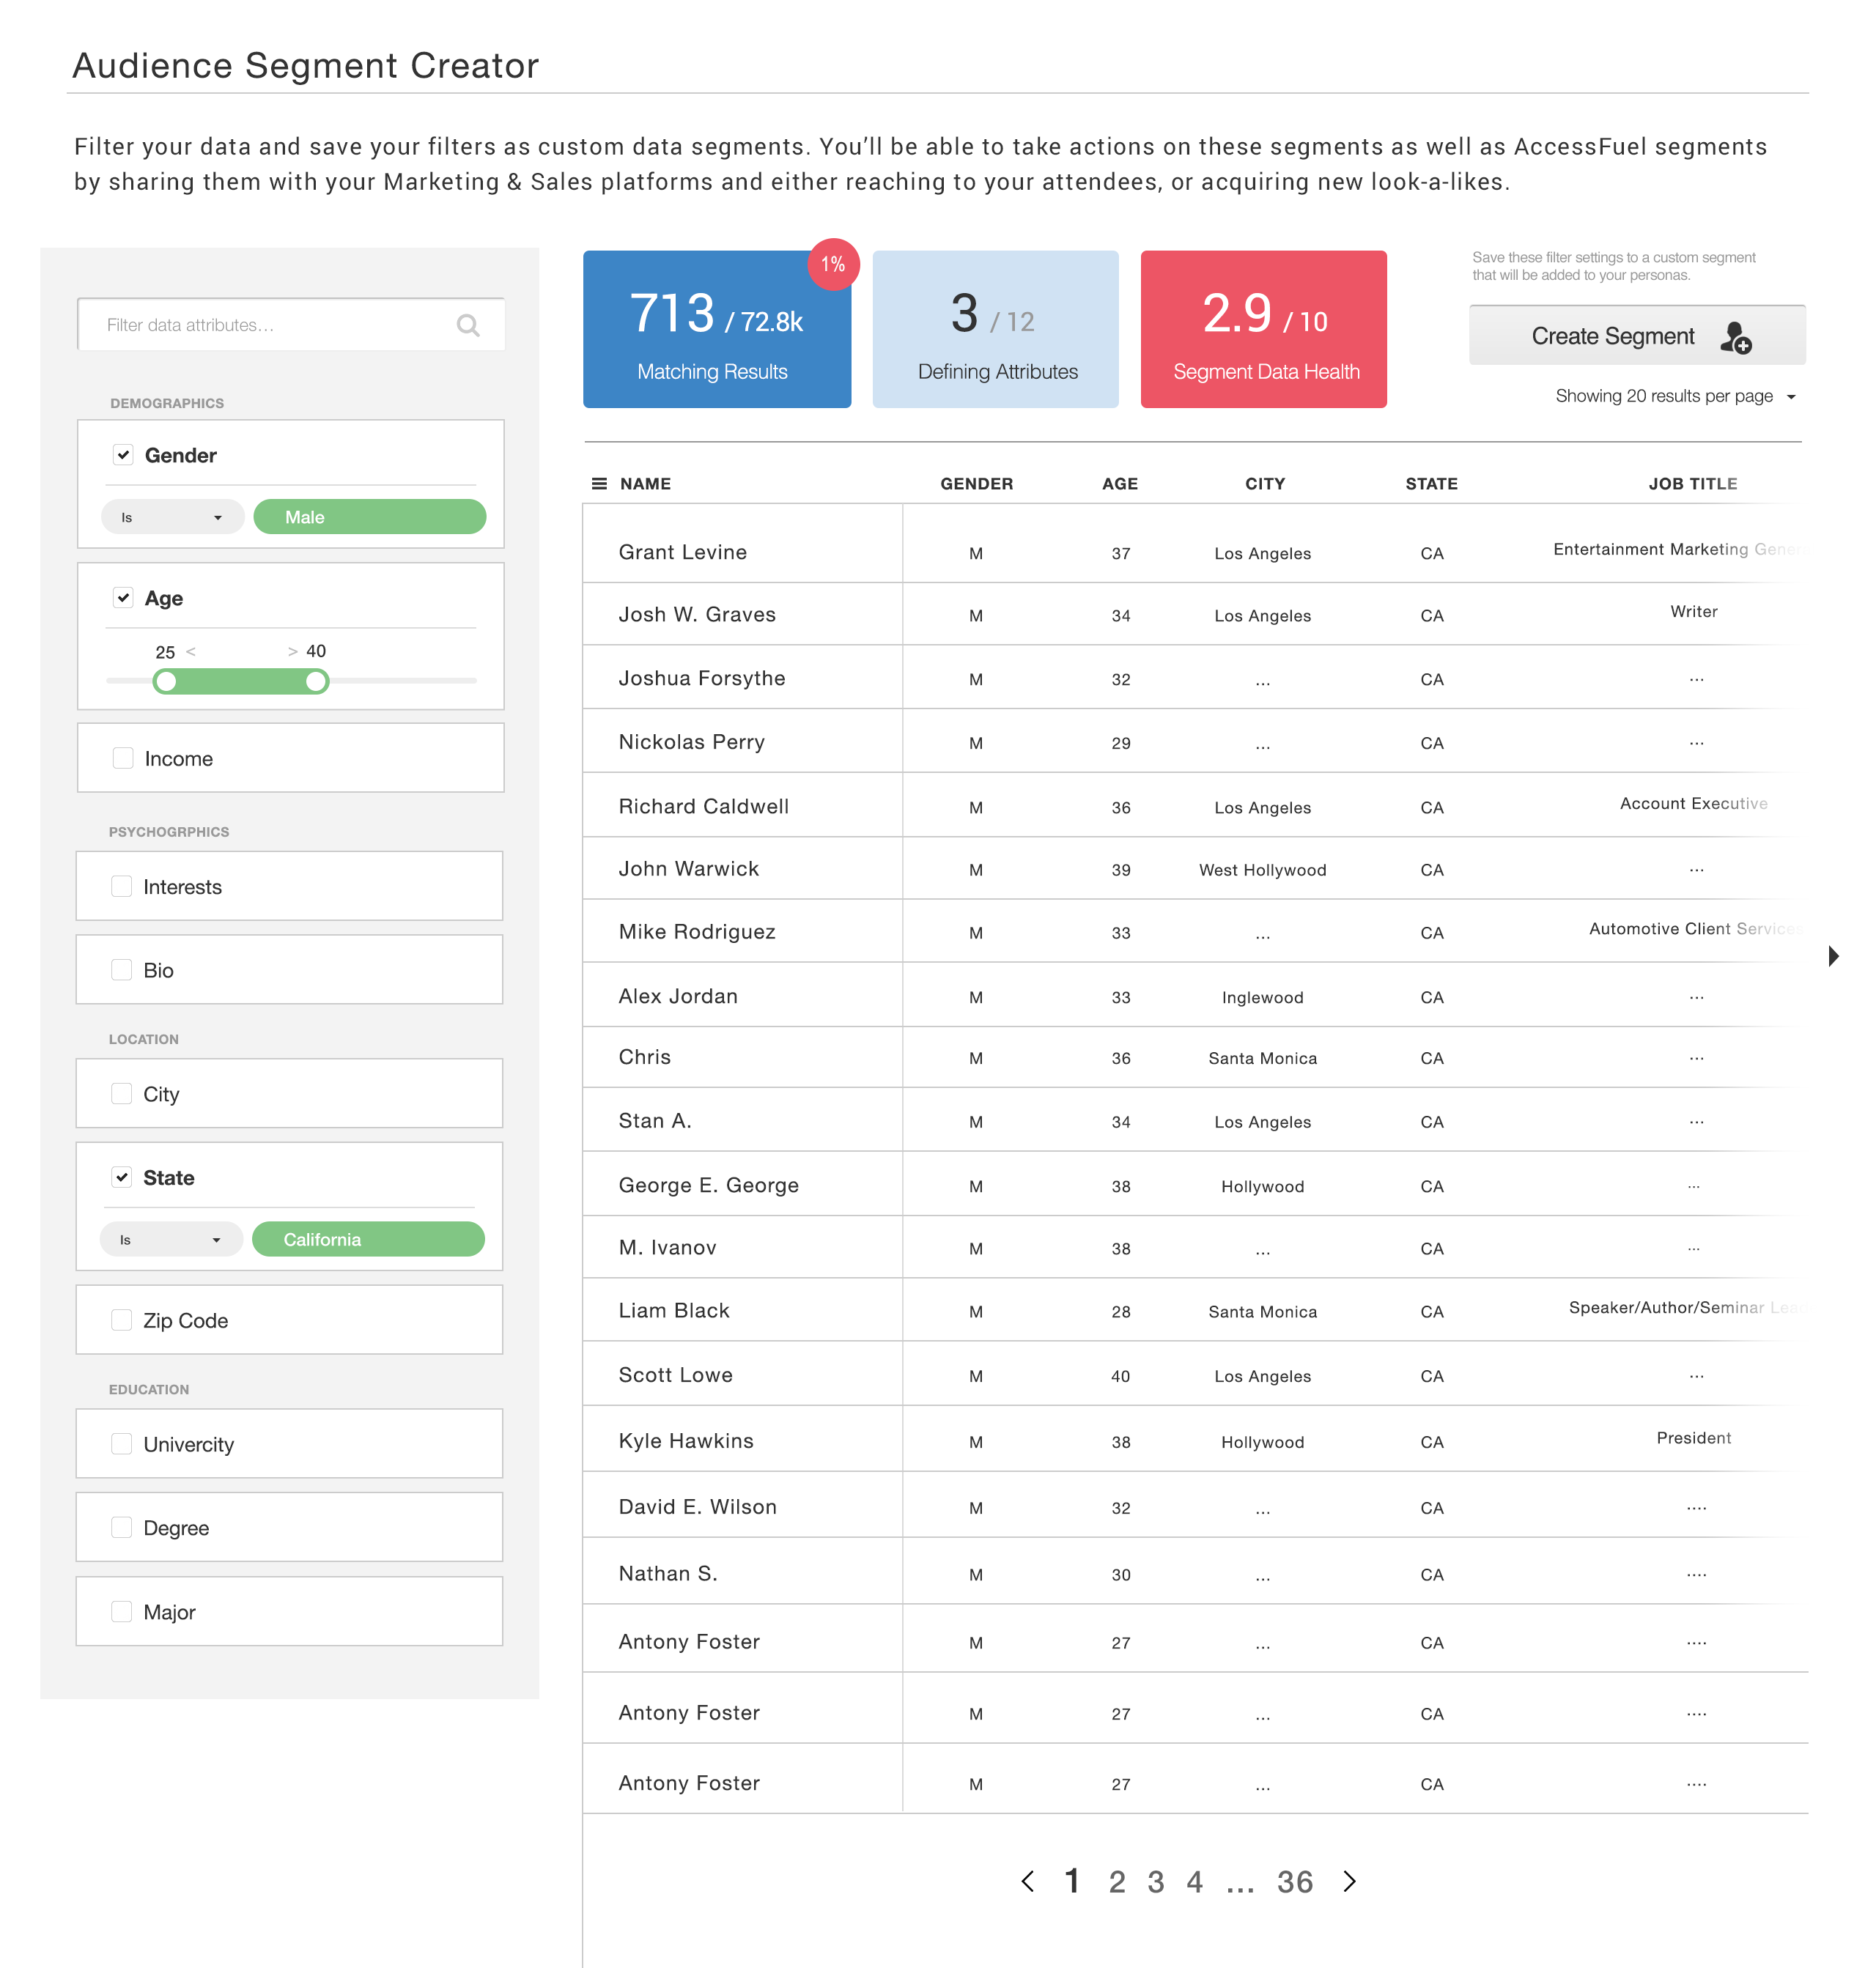 Audience Segment Creator
Filter your data and save your filters as custom data segments. You’ll be able to take actions on these segments as well as AccessFuel segments
by sharing them with your Marketing & Sales platforms and either reaching to your attendees, or acquiring new look-a-likes.
Filter data attributes...
DEMOGRAPHICS
Gender
Is Male
Age
25 < > 40
Income
PSYCHOGRPHICS
Interests
Bio
LOCATION
City
State
Is California
Zip Code
EDUCATION
Univercity
Degree
Major
1%
713 / 72.8k
Matching Results
3 / 12
Defining Attributes
2.9 / 10
Segment Data Health
Save these filter settings to a custom segment
that will be added to your personas.
Create Segment
Showing 20 results per page
NAME GENDER AGE CITY STATE JOB TITLE
Grant Levine M 37 Los Angeles CA Entertainment Marketing
Josh W. Graves M 34 Los Angeles CA Writer
Joshua Forsythe M 32 ... CA ...
Nickolas Perry M 29 ... CA ...
Richard Caldwell M 36 Los Angeles CA Account Executive
John Warwick M 39 West Hollywood CA ...
Mike Rodriguez M 33 ... CA Automotive Client Services
Alex Jordan M 33 Inglewood CA ...
Chris M 36 Santa Monica CA ...
Stan A. M 34 Los Angeles CA ...
George E. George M 38 Hollywood CA ...
M. Ivanov M 38 ... CA ...
Liam Black M 28 Santa Monica CA Speaker/Author/Seminar
Scott Lowe M 40 Los Angeles CA ...
Kyle Hawkins M 38 Hollywood CA President
David E. Wilson M 32 ... CA ....
Nathan S. M 30 ... CA ....
Antony Foster M 27 ... CA ....
Antony Foster M 27 ... CA ....
Antony Foster M 27 ... CA ....
< 1 2 3 4 ... 36 >